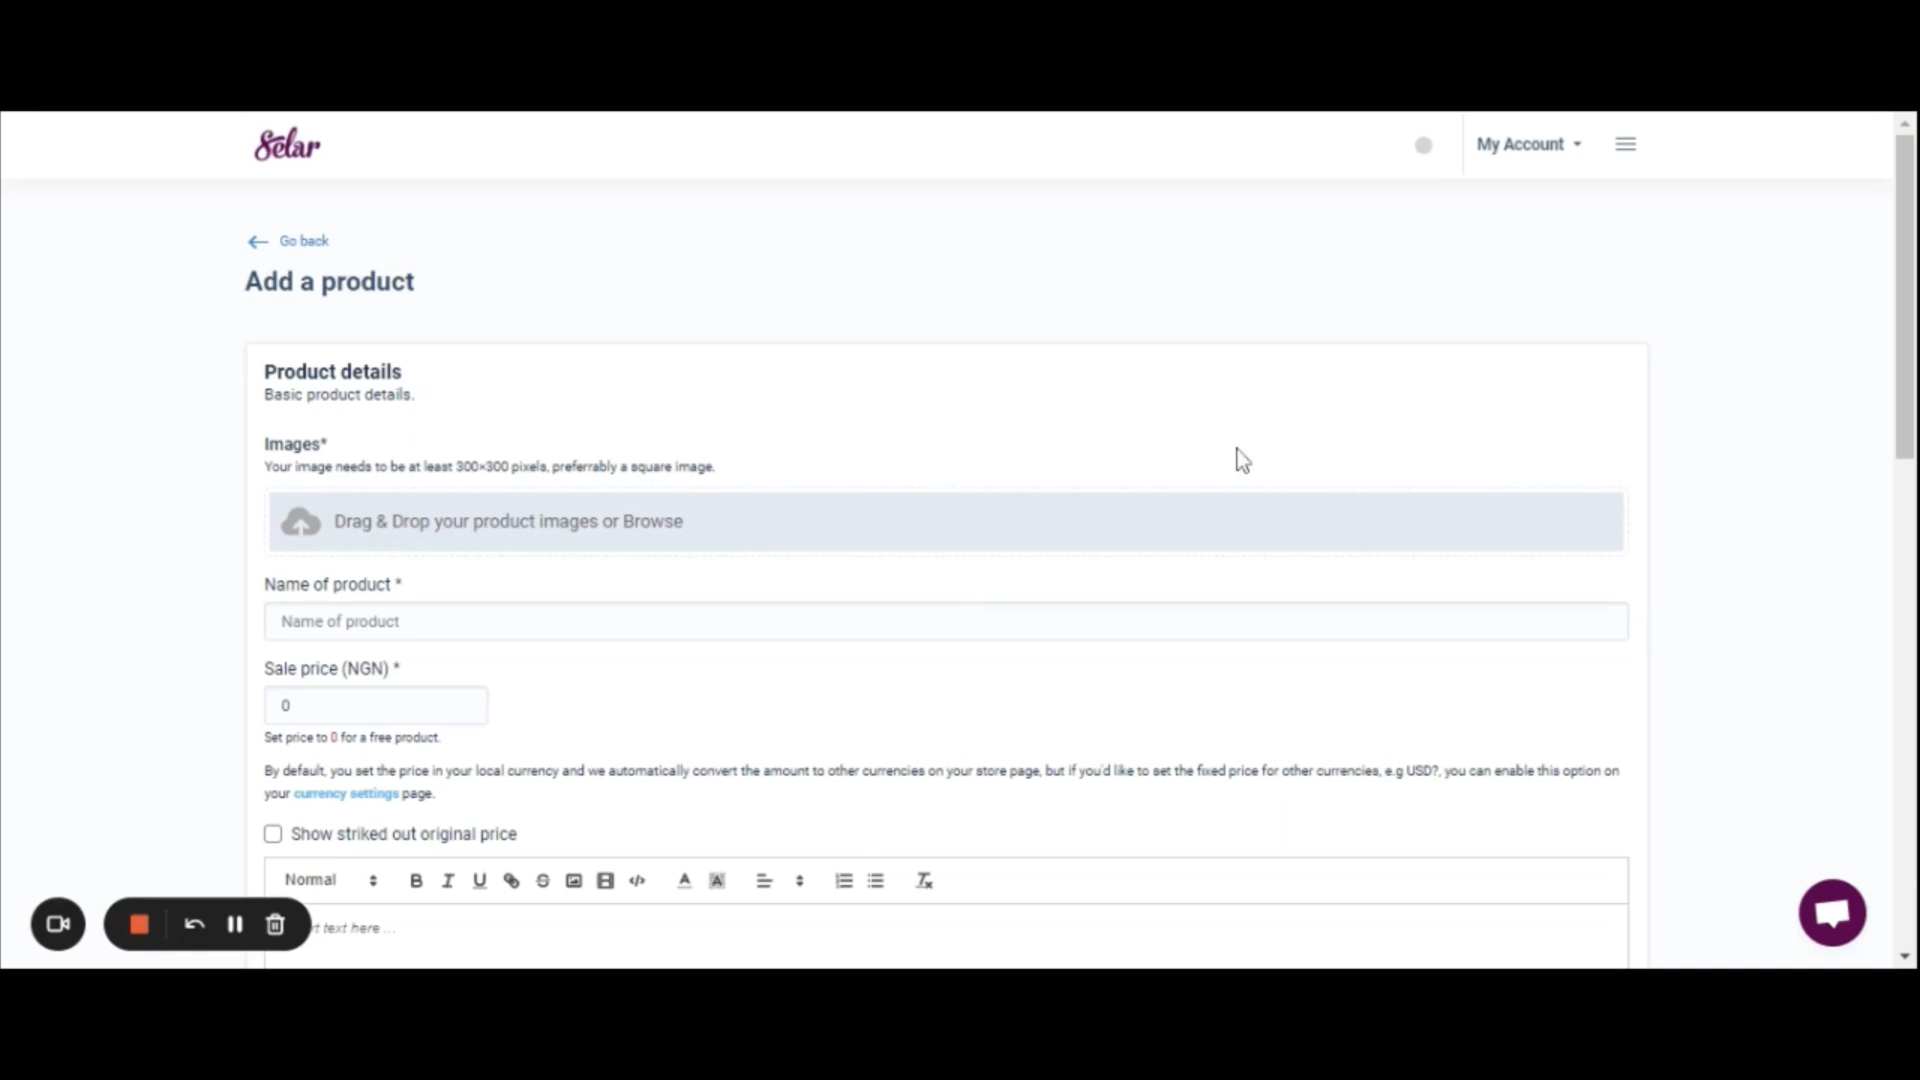 Selar
My Account
Go back
Add a product
Product details
Basic product details.
Images*
Your image needs to be at least 300×300 pixels, preferrably a square image.
Drag & Drop your product images or Browse
Name of product *
Name of product
Sale price (NGN) *
0
Set price to 0 for a free product.
By default, you set the price in your local currency and we automatically convert the amount to other currencies on your store page, but if you'd like to set the fixed price for other currencies, e.g USD?, you can enable this option on
your currency settings page.
Show striked out original price
Normal
text here ...